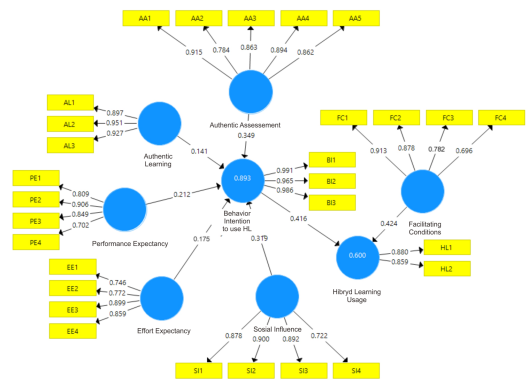 AA1 AA2 AA3 AA4 AA5
0.915 0.784 0.863 0.894 0.862
Authentic Assessment
0.349
AL1
AL2
AL3
0.897
0.951
0.927
Authentic
Learning
0.141
FC1 FC2 FC3 FC4
0.913 0.878 0.782 0.696
Facilitating
Conditions
0.424
0.893
Behavior
Intention
to use HL
0.991
0.965
0.986
BI1
BI2
BI3
PE1
PE2
PE3
PE4
0.809
0.906
0.849
0.702
Performance Expectancy
0.212
0.416
0.600
Hibryd Learning
Usage
0.880
0.859
HL1
HL2
EE1
EE2
EE3
EE4
0.746
0.772
0.899
0.859
Effort Expectancy
0.175
0.319
Sosial Influence
0.878 0.900 0.892 0.722
SI1 SI2 SI3 SI4